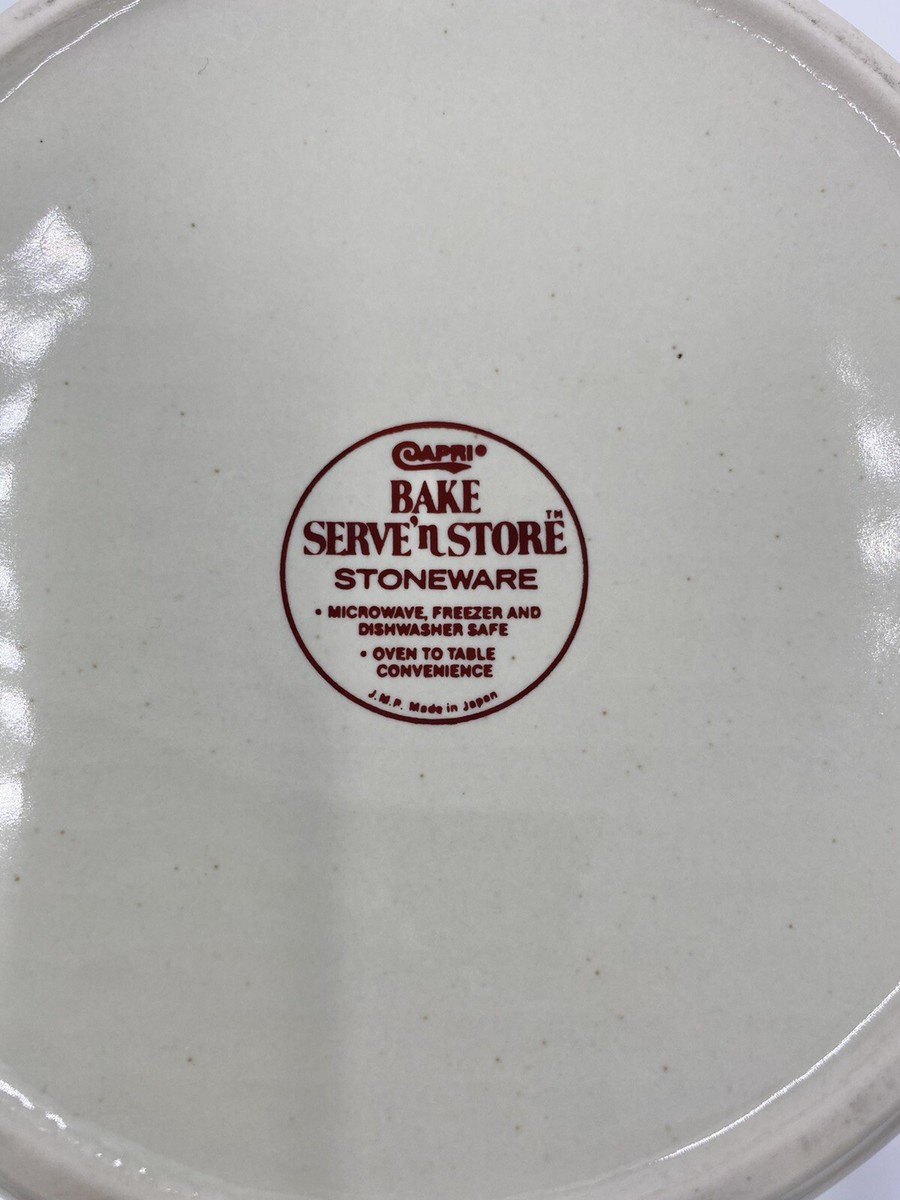 CAPRI
BAKE
SERVE'n STORE™
STONEWARE
• MICROWAVE, FREEZER AND
DISHWASHER SAFE
• OVEN TO TABLE
CONVENIENCE
J.M.P. Made in Japan